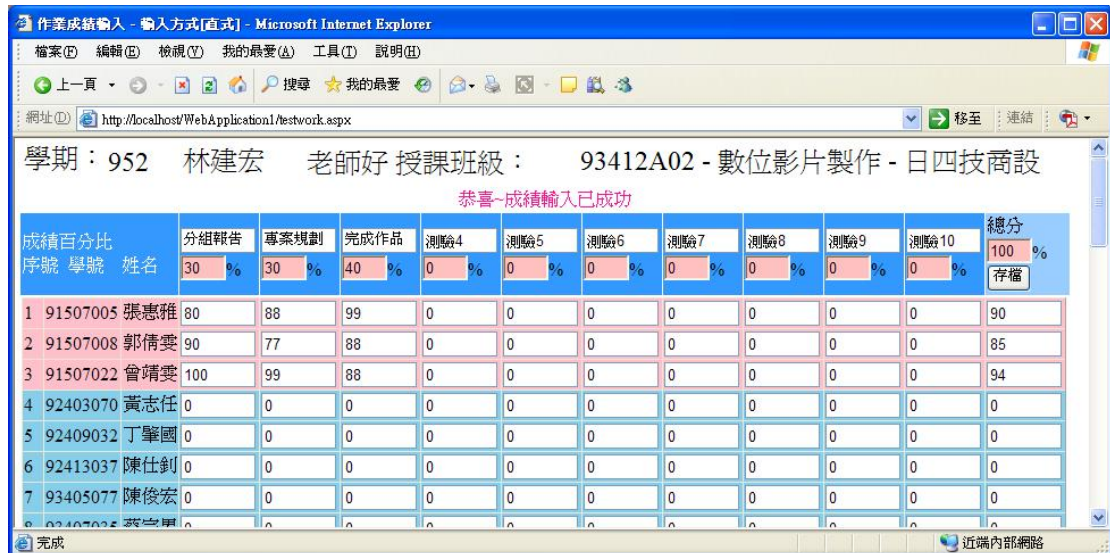 作業成績輸入 - 輸入方式[直式] - Microsoft Internet Explorer
檔案(F) 編輯(E) 檢視(V) 我的最愛(A) 工具(T) 說明(H)
上一頁 搜尋 我的最愛
網址(D) http://localhost/WebApplication1/testwork.aspx 移至 連結
學期：952 林建宏 老師好 授課班級： 93412A02 - 數位影片製作 - 日四技商設
恭喜~成績輸入已成功
成績百分比 分組報告 專案規劃 完成作品 測驗4 測驗5 測驗6 測驗7 測驗8 測驗9 測驗10 總分
序號 學號 姓名 30 % 30 % 40 % 0 % 0 % 0 % 0 % 0 % 0 % 0 % 100 %
存檔
1 91507005 張惠雅 80 88 99 0 0 0 0 0 0 0 90
2 91507008 郭倩雯 90 77 88 0 0 0 0 0 0 0 85
3 91507022 曾靖雯 100 99 88 0 0 0 0 0 0 0 94
4 92403070 黃志任 0 0 0 0 0 0 0 0 0 0 0
5 92409032 丁肇國 0 0 0 0 0 0 0 0 0 0 0
6 92413037 陳仕釗 0 0 0 0 0 0 0 0 0 0 0
7 93405077 陳俊宏 0 0 0 0 0 0 0 0 0 0 0
完成 近端內部網路